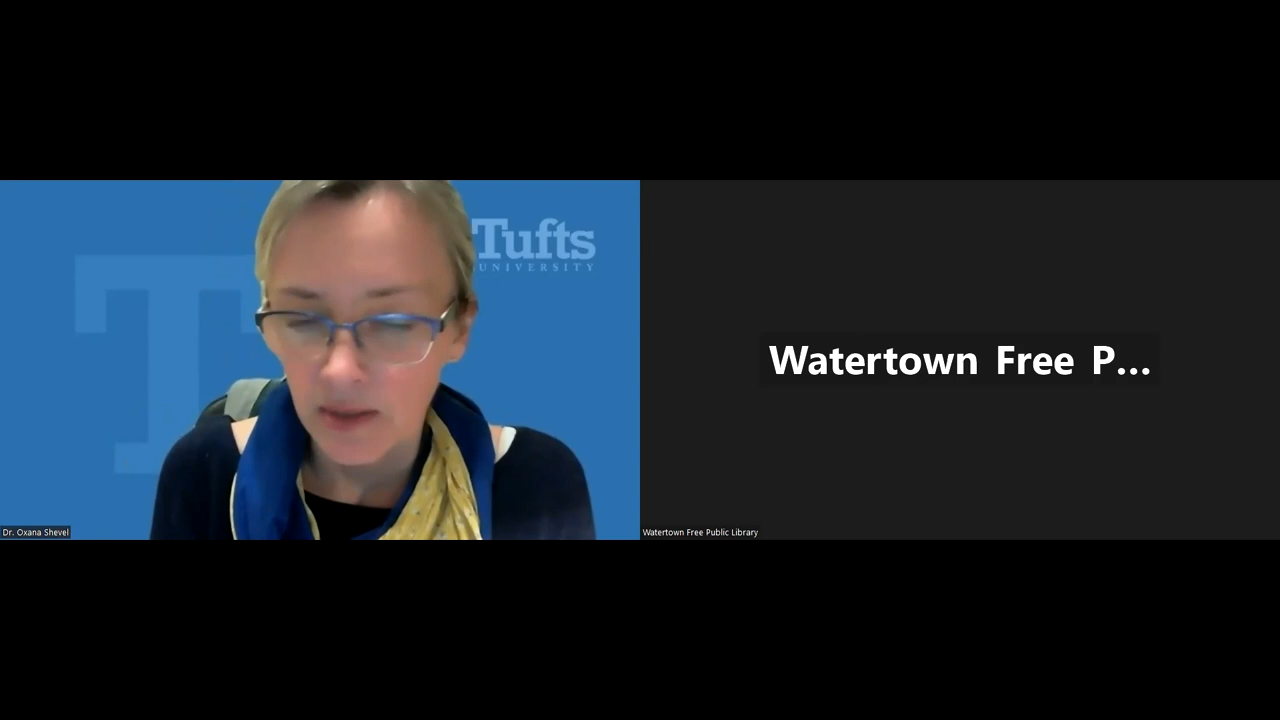 T
Tufts
UNIVERSITY
Dr. Oxana Shevel
Watertown Free P...
Watertown Free Public Library